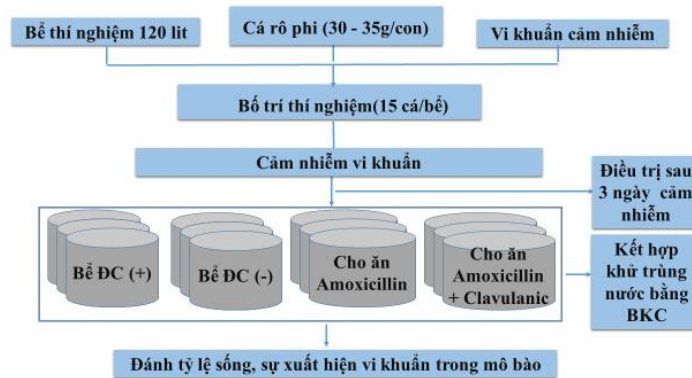 Bể thí nghiệm 120 lit
Cá rô phi (30 - 35g/con)
Vi khuẩn cảm nhiễm
Bố trí thí nghiệm(15 cá/bể)
Cảm nhiễm vi khuẩn
Điều trị sau
3 ngày cảm
nhiễm
Bể ĐC (+)
Bể ĐC (-)
Cho ăn
Amoxicillin
Cho ăn
Amoxicillin
+ Clavulanic
Kết hợp
khử trùng
nước bằng
BKC
Đánh tỷ lệ sống, sự xuất hiện vi khuẩn trong mô bào